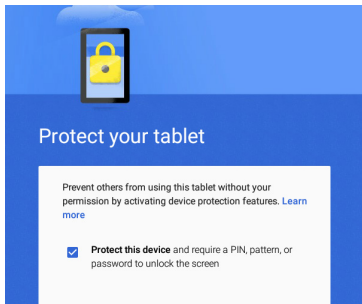 Protect your tablet
Prevent others from using this tablet without your
permission by activating device protection features. Learn
more
Protect this device and require a PIN, pattern, or
password to unlock the screen